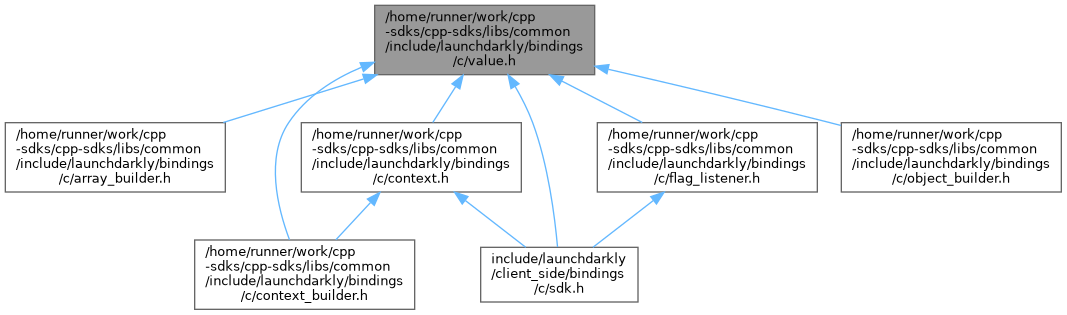 /home/runner/work/cpp
-sdks/cpp-sdks/libs/common
/include/launchdarkly/bindings
/c/value.h
/home/runner/work/cpp
-sdks/cpp-sdks/libs/common
/include/launchdarkly/bindings
/c/array_builder.h
/home/runner/work/cpp
-sdks/cpp-sdks/libs/common
/include/launchdarkly/bindings
/c/context.h
/home/runner/work/cpp
-sdks/cpp-sdks/libs/common
/include/launchdarkly/bindings
/c/flag_listener.h
/home/runner/work/cpp
-sdks/cpp-sdks/libs/common
/include/launchdarkly/bindings
/c/object_builder.h
/home/runner/work/cpp
-sdks/cpp-sdks/libs/common
/include/launchdarkly/bindings
/c/context_builder.h
include/launchdarkly
/client_side/bindings
/c/sdk.h